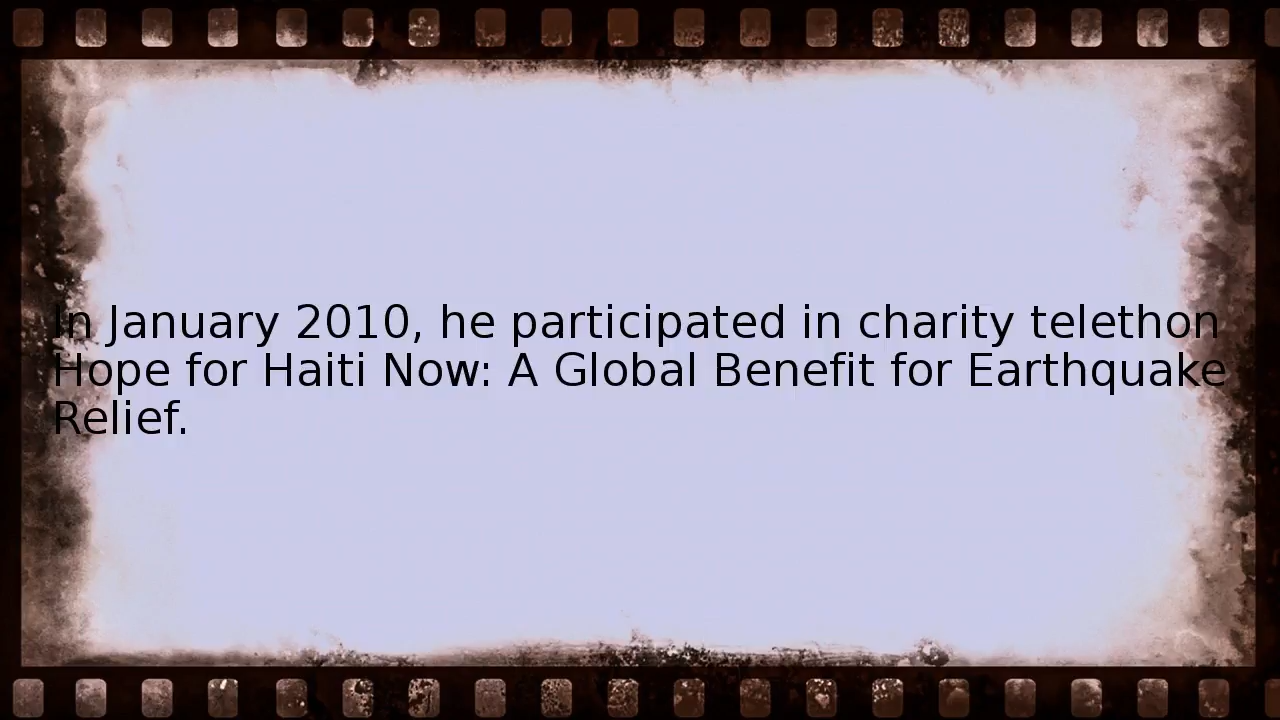 In January 2010, he participated in charity telethon
Hope for Haiti Now: A Global Benefit for Earthquake
Relief.